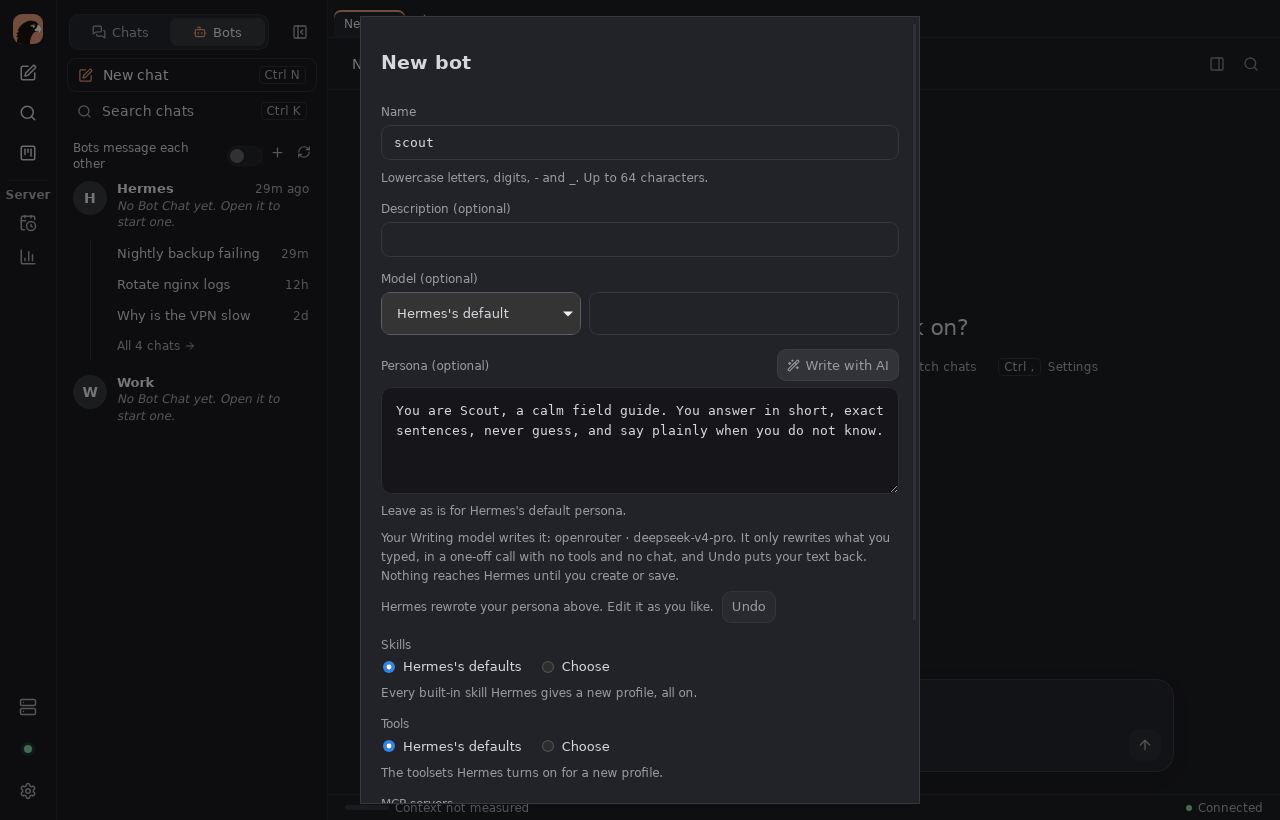 Chats
Bots
New chat
Ctrl N
Search chats
Ctrl K
Bots message each
other
Server
H
Hermes
29m ago
No Bot Chat yet. Open it to
start one.
Nightly backup failing
29m
Rotate nginx logs
12h
Why is the VPN slow
2d
All 4 chats →
W
Work
No Bot Chat yet. Open it to
start one.
Ne
N
New bot
Name
scout
Lowercase letters, digits, - and _. Up to 64 characters.
Description (optional)
Model (optional)
Hermes's default
Persona (optional)
Write with AI
You are Scout, a calm field guide. You answer in short, exact
sentences, never guess, and say plainly when you do not know.
Leave as is for Hermes's default persona.
Your Writing model writes it: openrouter · deepseek-v4-pro. It only rewrites what you
typed, in a one-off call with no tools and no chat, and Undo puts your text back.
Nothing reaches Hermes until you create or save.
Hermes rewrote your persona above. Edit it as you like.
Undo
Skills
Hermes's defaults
Choose
Every built-in skill Hermes gives a new profile, all on.
Tools
Hermes's defaults
Choose
The toolsets Hermes turns on for a new profile.
MCP servers
k on?
tch chats
Ctrl ,
Settings
Context not measured
Connected